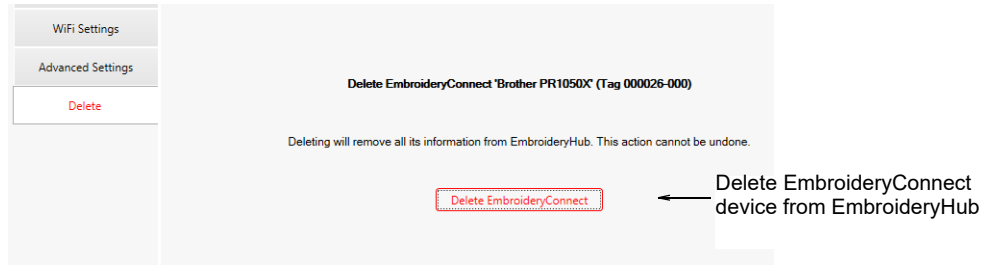 WiFi Settings
Advanced Settings
Delete
Delete EmbroideryConnect 'Brother PR1050X' (Tag 000026-000)
Deleting will remove all its information from EmbroideryHub. This action cannot be undone.
Delete EmbroideryConnect
Delete EmbroideryConnect
device from EmbroideryHub